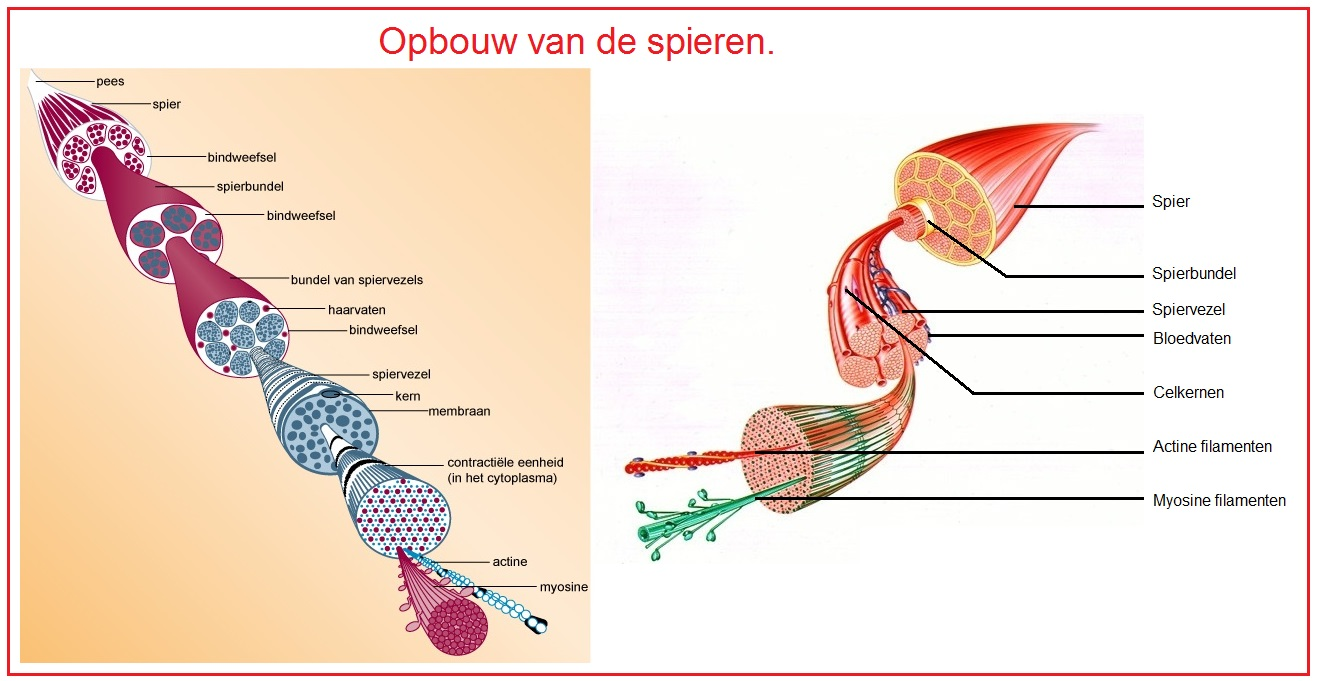 Opbouw van de spieren.
pees
spier
bindweefsel
spierbundel
bindweefsel
bundel van spiervezels
haarvaten
bindweefsel
spiervezel
kern
membraan
contractiële eenheid
(in het cytoplasma)
actine
myosine
Spier
Spierbundel
Spiervezel
Bloedvaten
Celkernen
Actine filamenten
Myosine filamenten